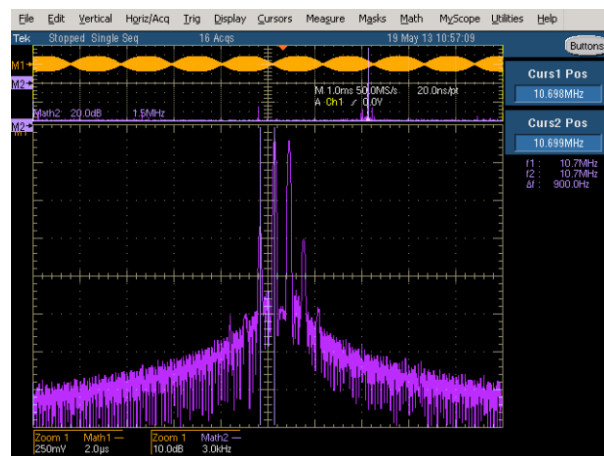 File Edit Vertical Horiz/Acq Trig Display Cursors Measure Masks Math MyScope Utilities Help
Tek Stopped Single Seq 16 Acqs 19 May 13 10:57:09
Buttons
M1
M2
M 1.0ms 50.0MS/s 20.0ns/pt
A Ch1 0.0V
Math2 20.0dB 1.5MHz
M2
Curs1 Pos
10.698MHz
Curs2 Pos
10.699MHz
f1 : 10.7MHz
f2 : 10.7MHz
Δf : 900.0Hz
Zoom 1 Math1
250mV 2.0µs
Zoom 1 Math2
10.0dB 3.0kHz